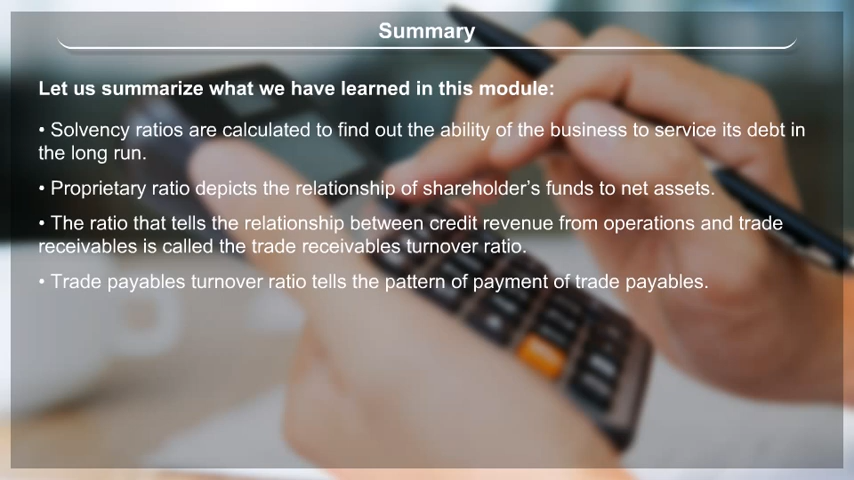 Summary
Let us summarize what we have learned in this module:
• Solvency ratios are calculated to find out the ability of the business to service its debt in
the long run.
• Proprietary ratio depicts the relationship of shareholder’s funds to net assets.
• The ratio that tells the relationship between credit revenue from operations and trade
receivables is called the trade receivables turnover ratio.
• Trade payables turnover ratio tells the pattern of payment of trade payables.